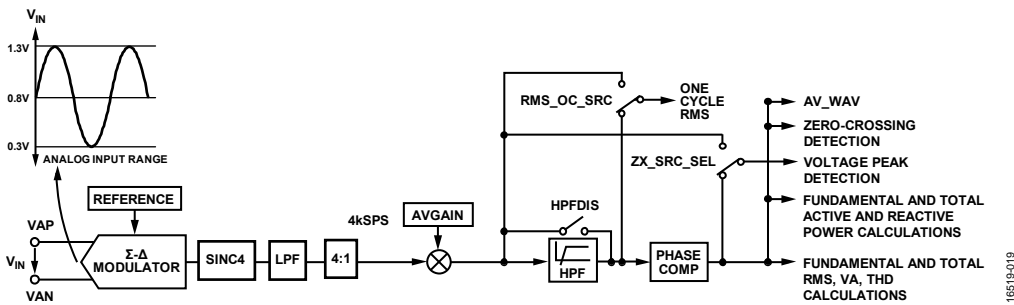 VIN
1.3V
0.8V
0.3V
ANALOG INPUT RANGE
REFERENCE
VAP
VIN
VAN
Σ-Δ
MODULATOR
SINC4
LPF
4:1
4kSPS
AVGAIN
HPFDIS
HPF
PHASE
COMP
RMS_OC_SRC
ONE
CYCLE
RMS
ZX_SRC_SEL
AV_WAV
ZERO-CROSSING
DETECTION
VOLTAGE PEAK
DETECTION
FUNDAMENTAL AND TOTAL
ACTIVE AND REACTIVE
POWER CALCULATIONS
FUNDAMENTAL AND TOTAL
RMS, VA, THD
CALCULATIONS
16519-019